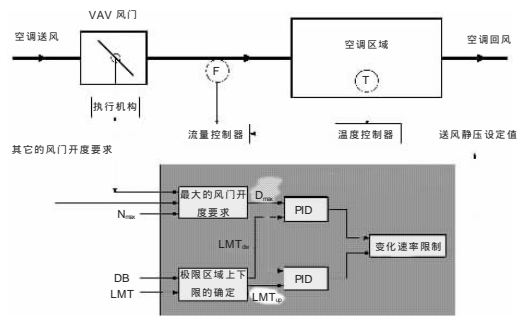 VAV 风门
空调送风
空调区域
空调回风
F
T
执行机构
流量控制器
温度控制器
送风静压设定值
其它的风门开度要求
最大的风门开
度要求
Dmax
PID
Nmax
LMTdw
变化速率限制
DB
极限区域上下
限的确定
PID
LMT
LMTup